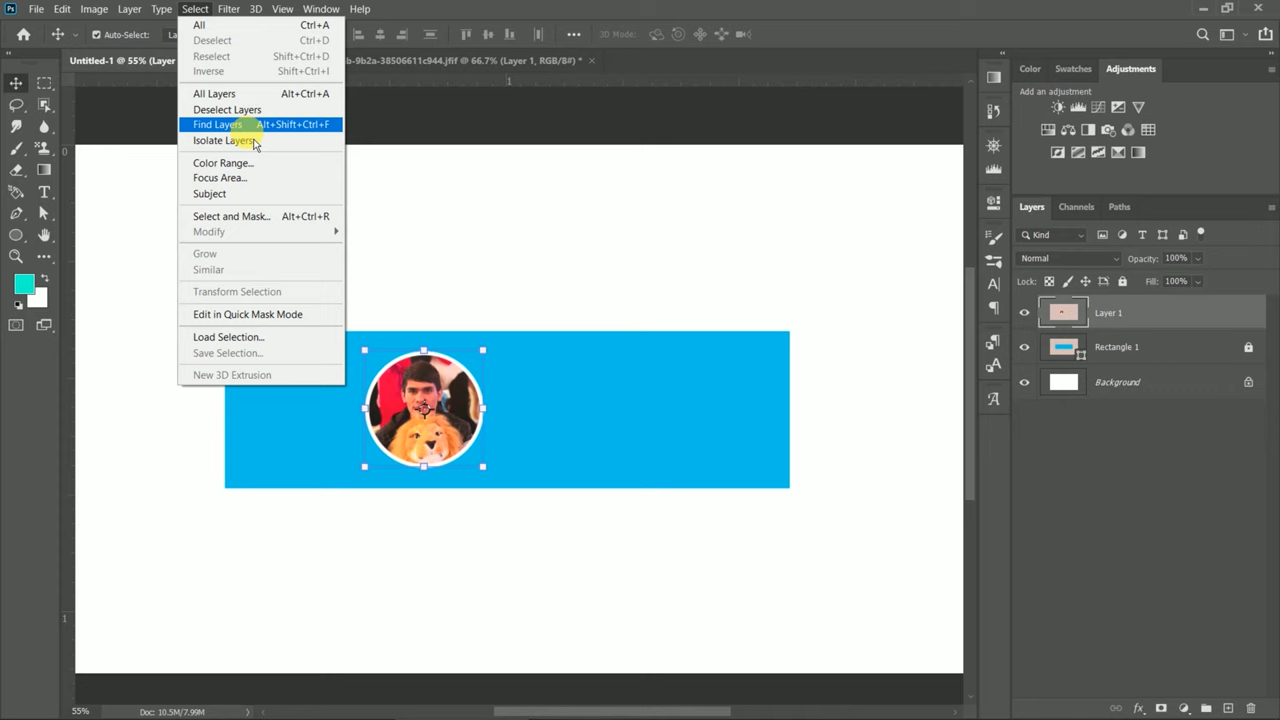 Ps File Edit Image Layer Type Select Filter 3D View Window Help
Auto-Select: La 3D Mode:
Untitled-1 @ 55% (Layer b-9b2a-38506611c944.jfif @ 66.7% (Layer 1, RGB/8#) * ×
All Ctrl+A
Deselect Ctrl+D
Reselect Shift+Ctrl+D
Inverse Shift+Ctrl+I
All Layers Alt+Ctrl+A
Deselect Layers
Find Layers Alt+Shift+Ctrl+F
Isolate Layers
Color Range...
Focus Area...
Subject
Select and Mask... Alt+Ctrl+R
Modify
Grow
Similar
Transform Selection
Edit in Quick Mask Mode
Load Selection...
Save Selection...
New 3D Extrusion
1
0
1
Color Swatches Adjustments
Add an adjustment
Layers Channels Paths
Kind
Normal Opacity: 100%
Lock: Fill: 100%
Layer 1
Rectangle 1
Background
55% Doc: 10.5M/7.99M